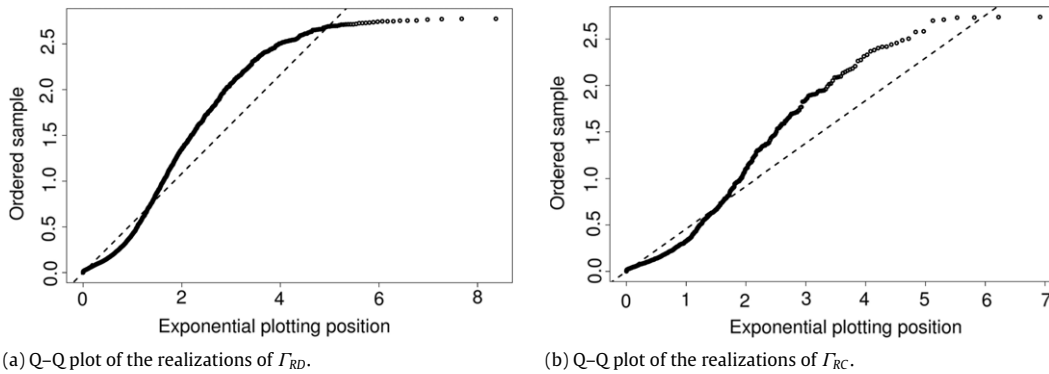 Ordered sample
0.0 0.5 1.0 1.5 2.0 2.5
0 2 4 6 8
Exponential plotting position
(a) Q–Q plot of the realizations of Γ_RD.
Ordered sample
0.0 0.5 1.0 1.5 2.0 2.5
0 1 2 3 4 5 6 7
Exponential plotting position
(b) Q–Q plot of the realizations of Γ_RC.